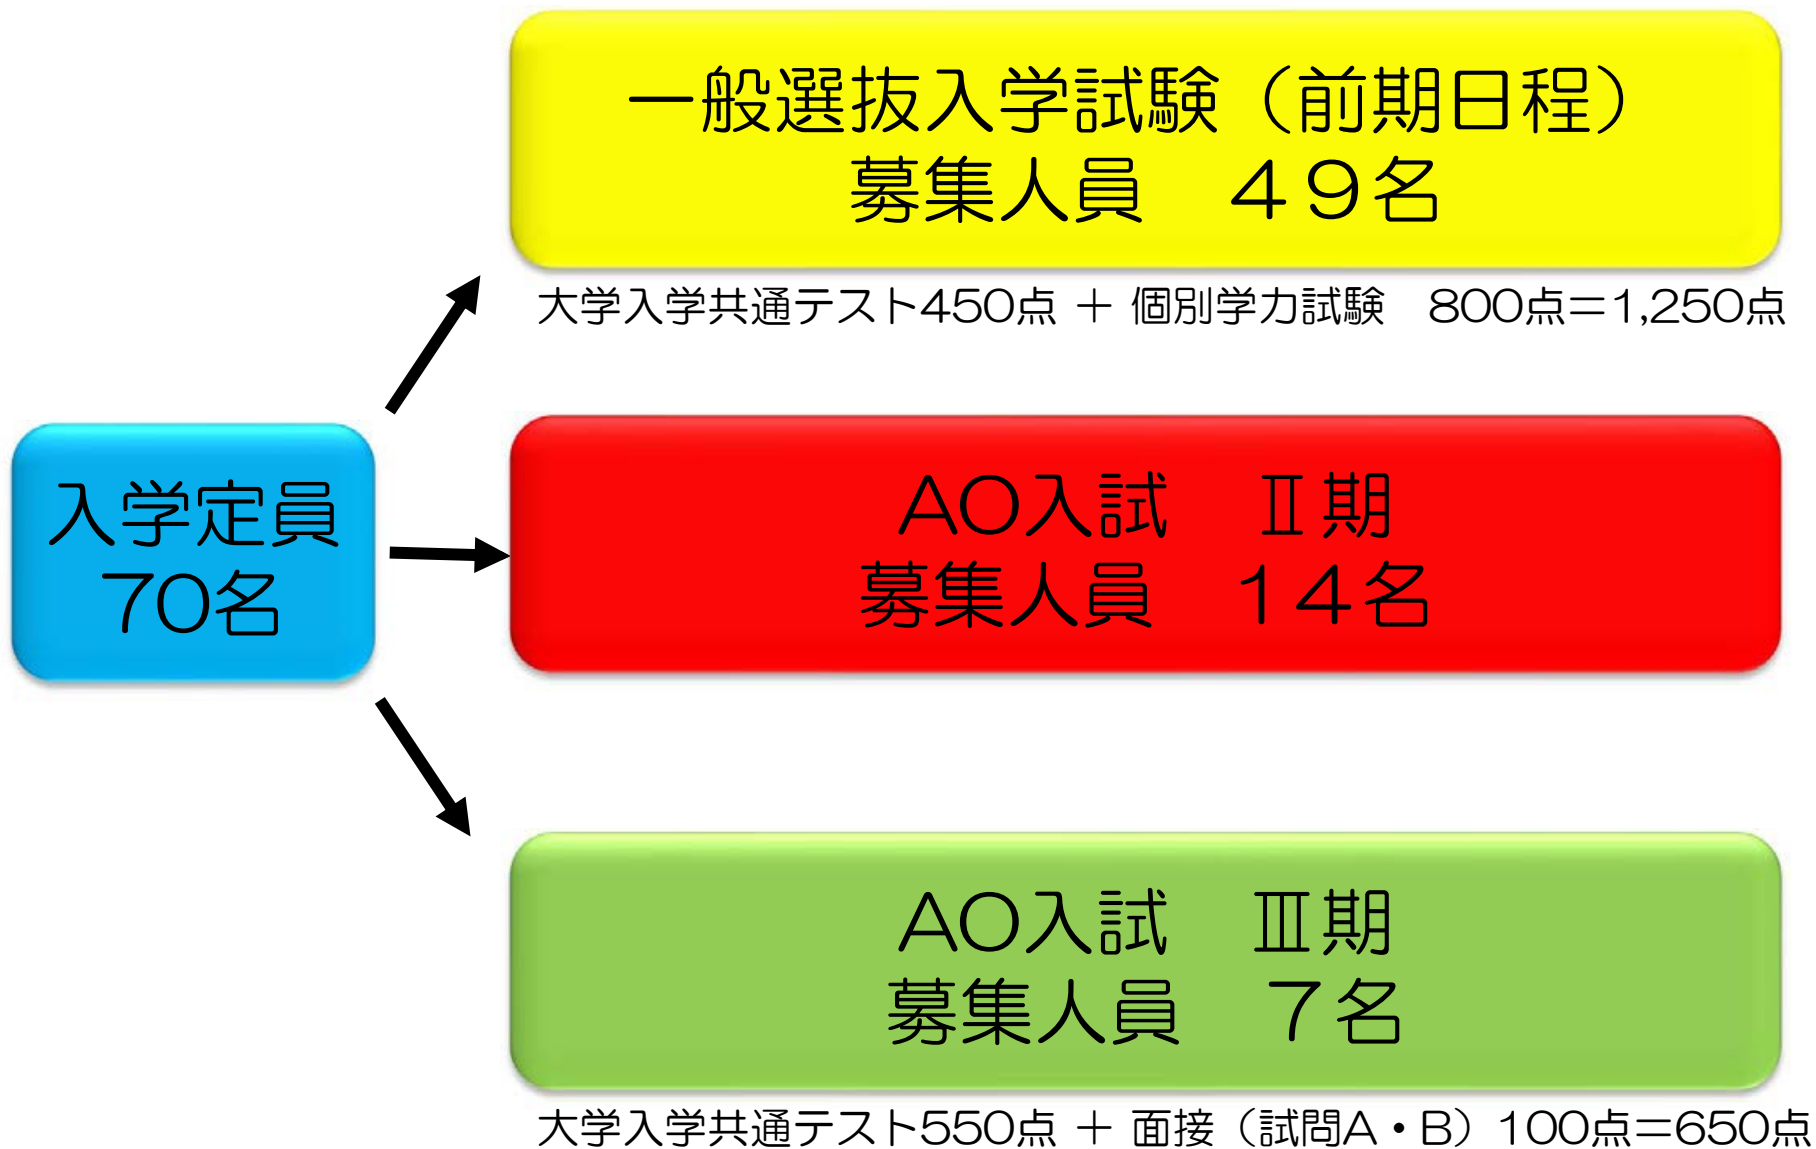 一般選抜入学試験（前期日程）
募集人員　４９名
大学入学共通テスト450点 ＋ 個別学力試験　800点＝1,250点
入学定員
70名
AO入試　Ⅱ期
募集人員　１４名
AO入試　Ⅲ期
募集人員　７名
大学入学共通テスト550点 ＋ 面接（試問A・B）100点＝650点